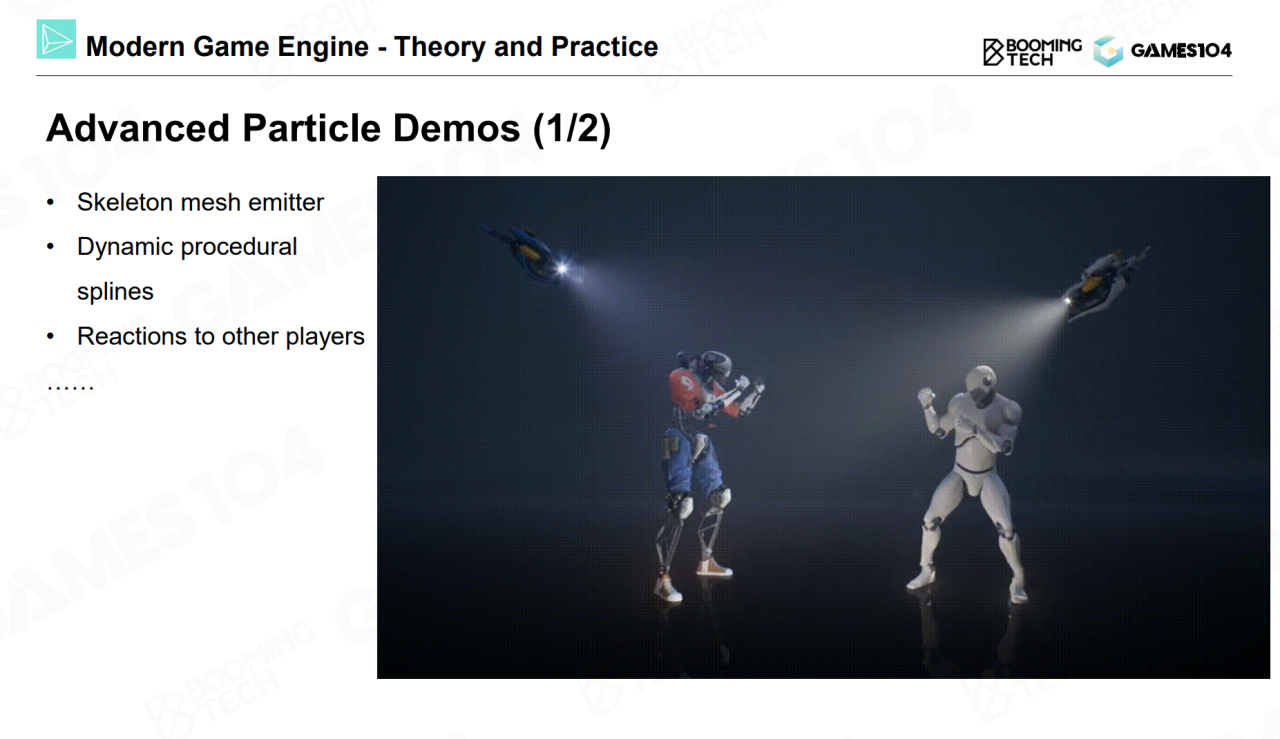 Modern Game Engine - Theory and Practice
BOOMING
TECH
GAMES104
Advanced Particle Demos (1/2)
• Skeleton mesh emitter
• Dynamic procedural
splines
• Reactions to other players
……